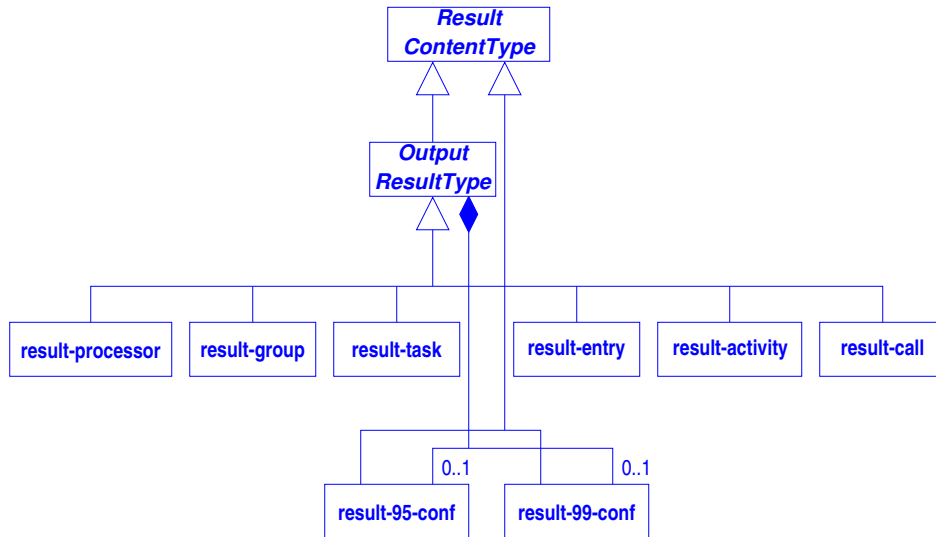 Result
ContentType
Output
ResultType
result-processor
result-group
result-task
result-entry
result-activity
result-call
0..1
0..1
result-95-conf
result-99-conf